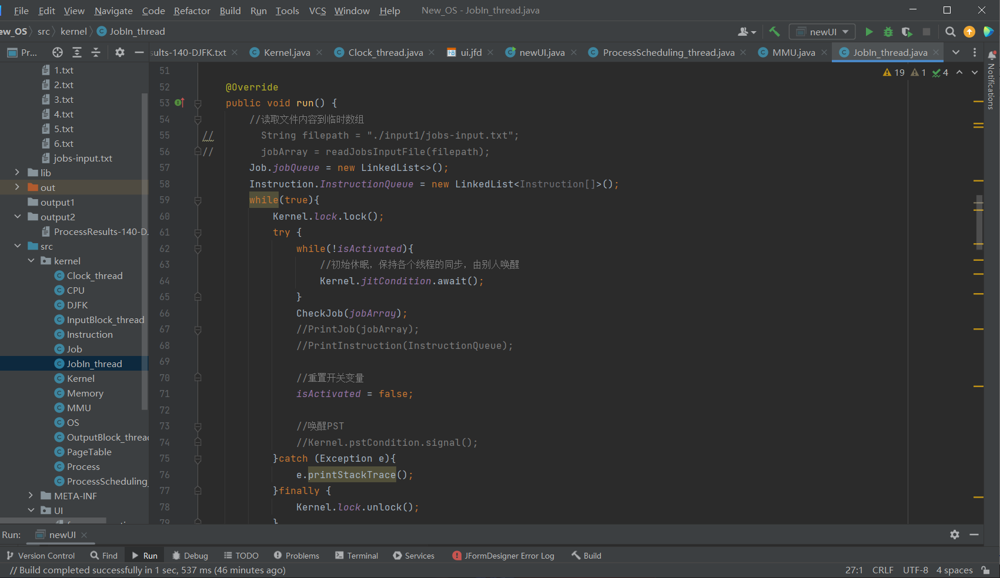 File Edit View Navigate Code Refactor Build Run Tools VCS Window Help New_OS - JobIn_thread.java
ew_OS src kernel JobIn_thread newUI
Pr... sults-140-DJFK.txt Kernel.java Clock_thread.java ui.jfd newUI.java ProcessScheduling_thread.java MMU.java JobIn_thread.java
Notifications
19 1 4
1.txt
2.txt
3.txt
4.txt
5.txt
6.txt
jobs-input.txt
lib
out
output1
output2
ProcessResults-140-D
src
kernel
Clock_thread
CPU
DJFK
InputBlock_thread
Instruction
Job
JobIn_thread
Kernel
Memory
MMU
OS
OutputBlock_threa
PageTable
Process
ProcessScheduling_
META-INF
UI
51
52 @Override
53 public void run() {
54 //读取文件内容到临时数组
55 // String filepath = "./input1/jobs-input.txt";
56 // jobArray = readJobsInputFile(filepath);
57 Job.jobQueue = new LinkedList<>();
58 Instruction.InstructionQueue = new LinkedList<Instruction[]>();
59 while(true){
60 Kernel.lock.lock();
61 try {
62 while(!isActivated){
63 //初始休眠，保持各个线程的同步，由别人唤醒
64 Kernel.jitCondition.await();
65 }
66 CheckJob(jobArray);
67 //PrintJob(jobArray);
68 //PrintInstruction(InstructionQueue);
69
70 //重置开关变量
71 isActivated = false;
72
73 //唤醒PST
74 //Kernel.pstCondition.signal();
75 }catch (Exception e){
76 e.printStackTrace();
77 }finally {
78 Kernel.lock.unlock();
79 }
Run: newUI
Version Control Find Run Debug TODO Problems Terminal Services JFormDesigner Error Log Build
// Build completed successfully in 1 sec, 537 ms (46 minutes ago) 27:1 CRLF UTF-8 4 spaces